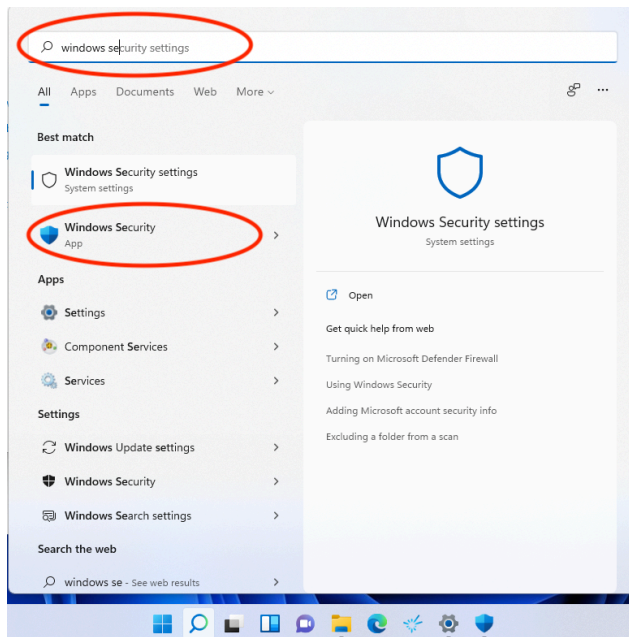 windows security settings
All Apps Documents Web More
Best match
Windows Security settings
System settings
Windows Security
App
Apps
Settings
Component Services
Services
Settings
Windows Update settings
Windows Security
Windows Search settings
Search the web
windows se - See web results
Windows Security settings
System settings
Open
Get quick help from web
Turning on Microsoft Defender Firewall
Using Windows Security
Adding Microsoft account security info
Excluding a folder from a scan